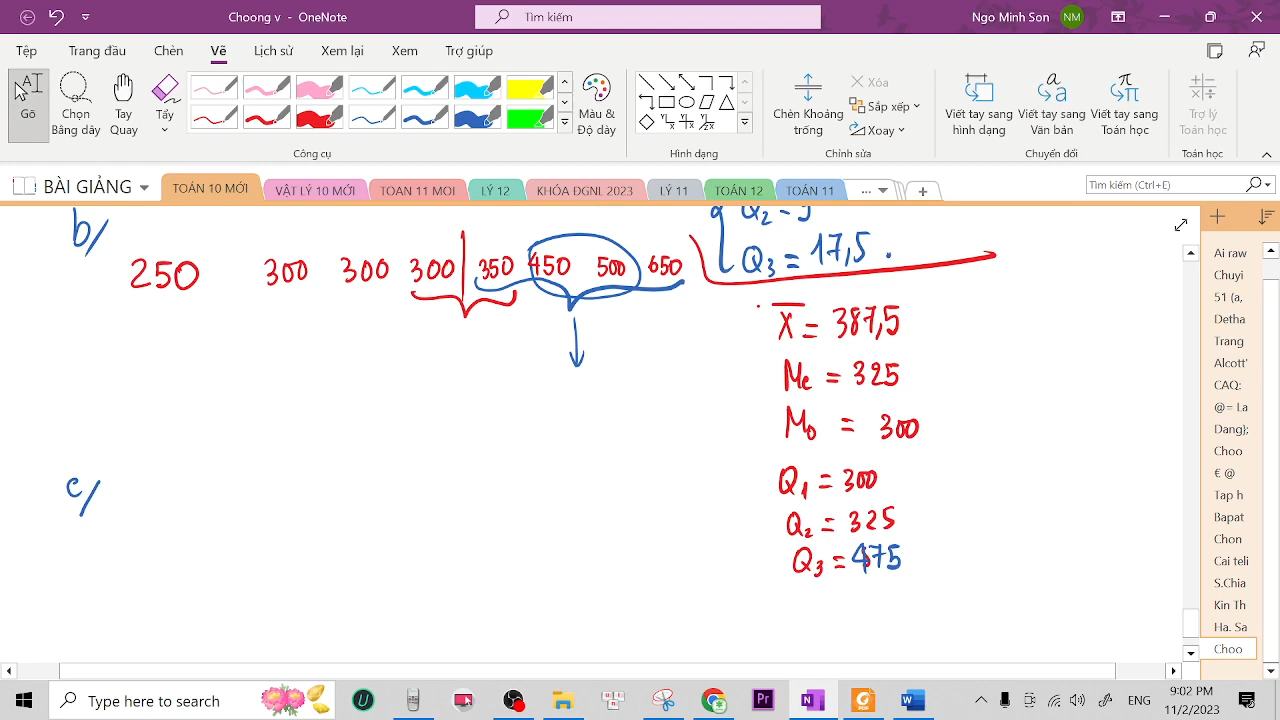 Choong v - OneNote
Tìm kiếm
Ngo Minh Son
NM
Tệp Trang đầu Chèn Vẽ Lịch sử Xem lại Xem Trợ giúp
Gõ
Chọn Bằng dây
Tay Quay
Tẩy
Màu & Độ dày
Chèn Khoảng trống
Xóa
Sắp xếp
Xoay
Viết tay sang hình dạng
Viết tay sang Văn bản
Viết tay sang Toán học
Trợ lý Toán học
Công cụ Hình dạng Chỉnh sửa Chuyển đổi Toán học
BÀI GIẢNG TOÁN 10 MỚI VẬT LÝ 10 MỚI TOAN 11 MOI LÝ 12 KHÓA ĐGNL 2023 LÝ 11 TOÁN 12 TOÁN 11 ...
Tìm kiếm (Ctrl+E)
b/
Q3 = 17,5 .
250 300 300 300 350 450 500 650
X = 387,5
Me = 325
M0 = 300
Q1 = 300
Q2 = 325
Q3 = 475
c/
Ai raw
Chuyi
51 (a,
Detha
Trang
Alcott'
CÁC B
@= La
Dang;
Choo
€ @
Tap h
Bapat
Chon
Cai teli
S.Chia
Kin Th
Ha. Sa
Choo
Type here to search
ENG
9:02 PM
11/2/2023